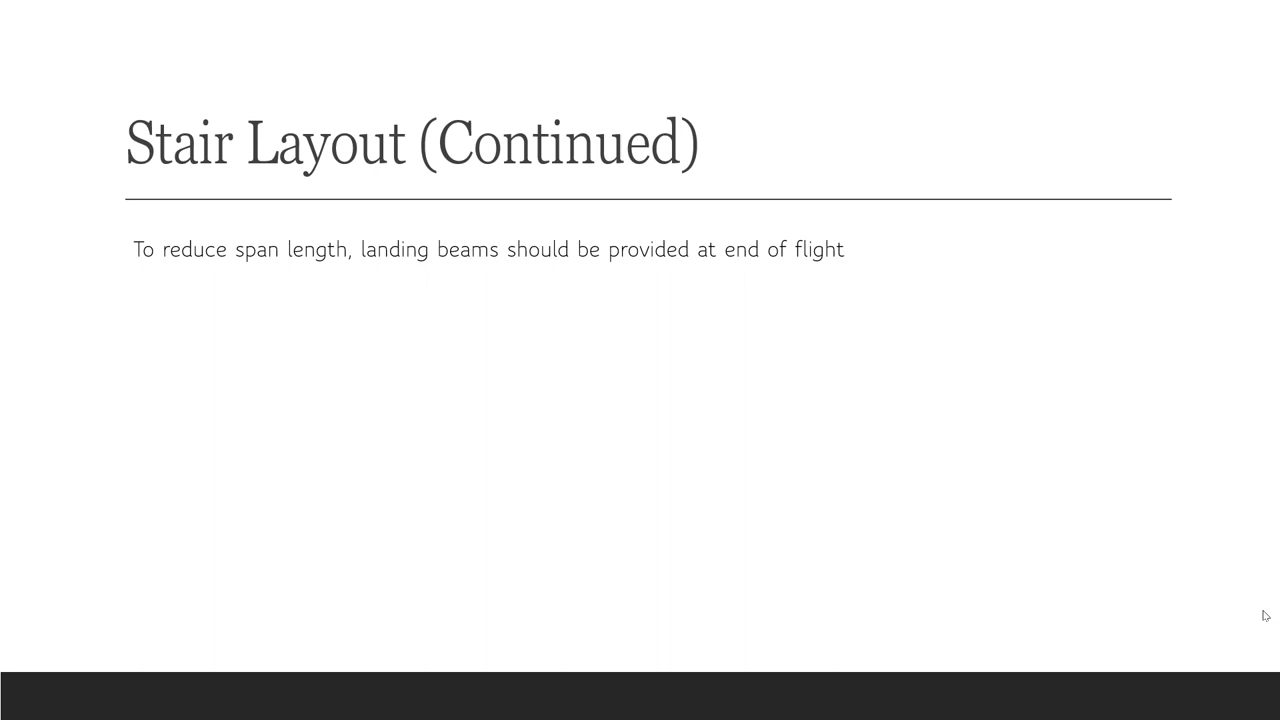 Stair Layout (Continued)
To reduce span length, landing beams should be provided at end of flight